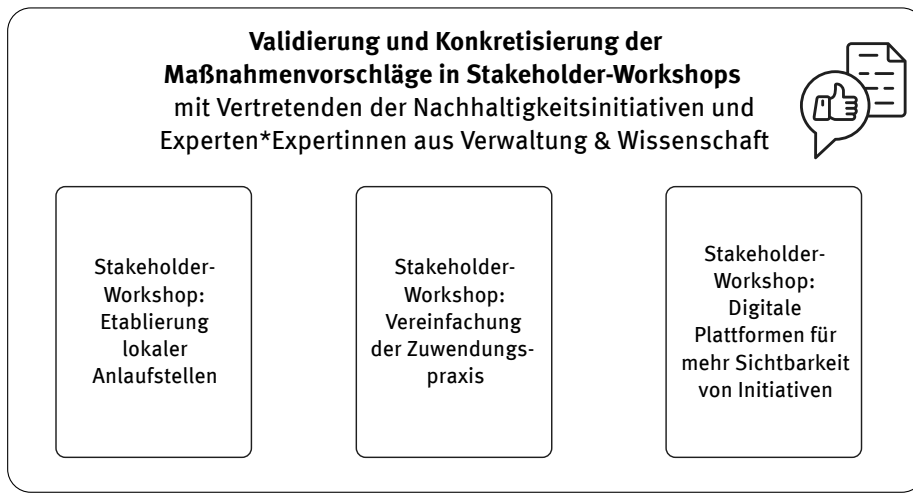 Validierung und Konkretisierung der
Maßnahmenvorschläge in Stakeholder-Workshops
mit Vertretenden der Nachhaltigkeitsinitiativen und
Experten*Expertinnen aus Verwaltung & Wissenschaft
Stakeholder-
Workshop:
Etablierung
lokaler
Anlaufstellen
Stakeholder-
Workshop:
Vereinfachung
der Zuwendungs-
praxis
Stakeholder-
Workshop:
Digitale
Plattformen für
mehr Sichtbarkeit
von Initiativen